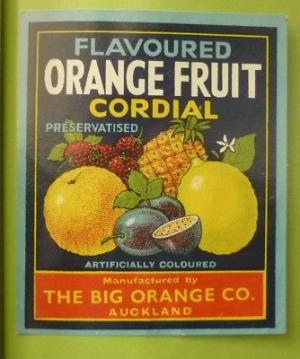 FLAVOURED
ORANGE FRUIT
CORDIAL
PRESERVATISED
ARTIFICIALLY COLOURED
Manufactured by
THE BIG ORANGE CO.
AUCKLAND